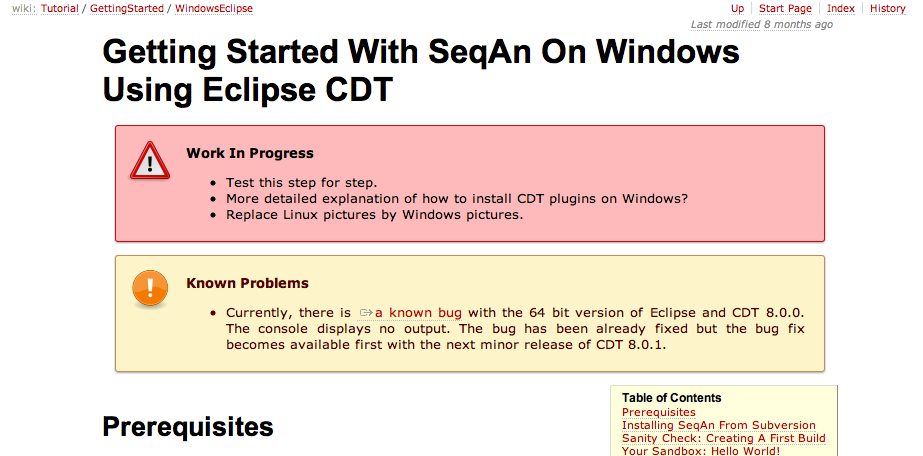 wiki: Tutorial / GettingStarted / WindowsEclipse
Up | Start Page | Index | History
Last modified 8 months ago
Getting Started With SeqAn On Windows
Using Eclipse CDT
Work In Progress
• Test this step for step.
• More detailed explanation of how to install CDT plugins on Windows?
• Replace Linux pictures by Windows pictures.
Known Problems
• Currently, there is a known bug with the 64 bit version of Eclipse and CDT 8.0.0.
The console displays no output. The bug has been already fixed but the bug fix
becomes available first with the next minor release of CDT 8.0.1.
Prerequisites
Table of Contents
Prerequisites
Installing SeqAn From Subversion
Sanity Check: Creating A First Build
Your Sandbox: Hello World!